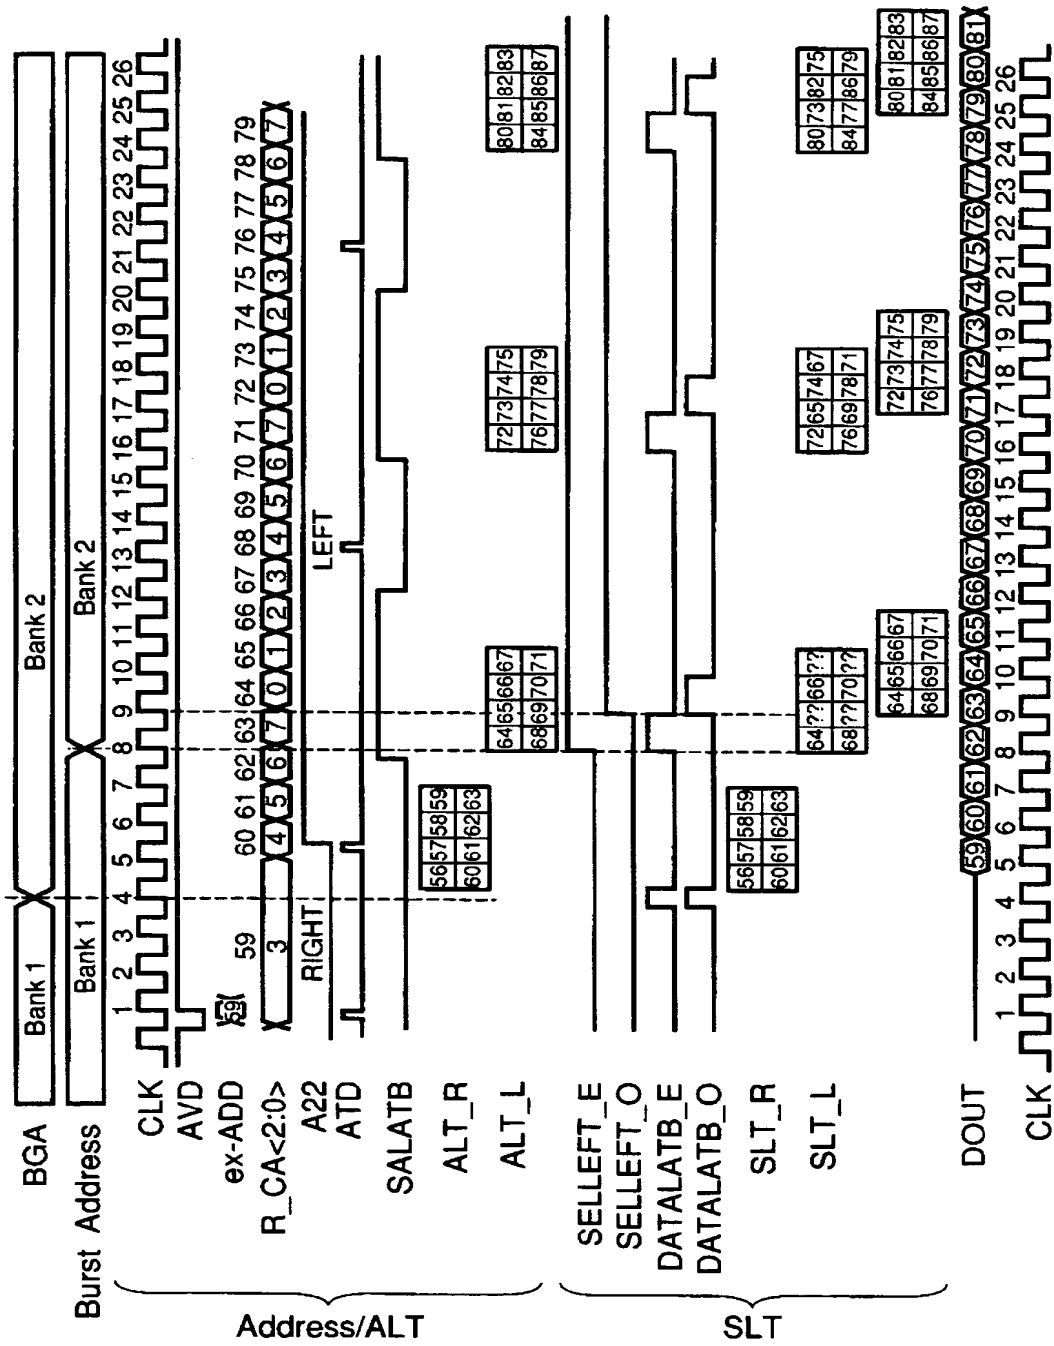 BGA Bank 1 Bank 2
Burst Address Bank 1 Bank 2
CLK 1 2 3 4 5 6 7 8 9 10 11 12 13 14 15 16 17 18 19 20 21 22 23 24 25 26
AVD
ex-ADD 59 59 60 61 62 63 64 65 66 67 68 69 70 71 72 73 74 75 76 77 78 79
R_CA<2:0> 3 4 5 6 7 0 1 2 3 4 5 6 7 0 1 2 3 4 5 6 7
A22 RIGHT LEFT
ATD
SALATB
ALT_R 56 57 58 59
60 61 62 63
ALT_L 64 65 66 67 72 73 74 75 80 81 82 83
68 69 70 71 76 77 78 79 84 85 86 87
Address/ALT
SELLEFT_E
SELLEFT_O
DATALATB_E
DATALATB_O
SLT_R 56 57 58 59
60 61 62 63
SLT_L 64 ?? 66 ?? 72 65 74 67 80 73 82 75
68 ?? 70 ?? 76 69 78 71 84 77 86 79
64 65 66 67 72 73 74 75 80 81 82 83
68 69 70 71 76 77 78 79 84 85 86 87
SLT
DOUT 59 60 61 62 63 64 65 66 67 68 69 70 71 72 73 74 75 76 77 78 79 80 81
CLK 1 2 3 4 5 6 7 8 9 10 11 12 13 14 15 16 17 18 19 20 21 22 23 24 25 26